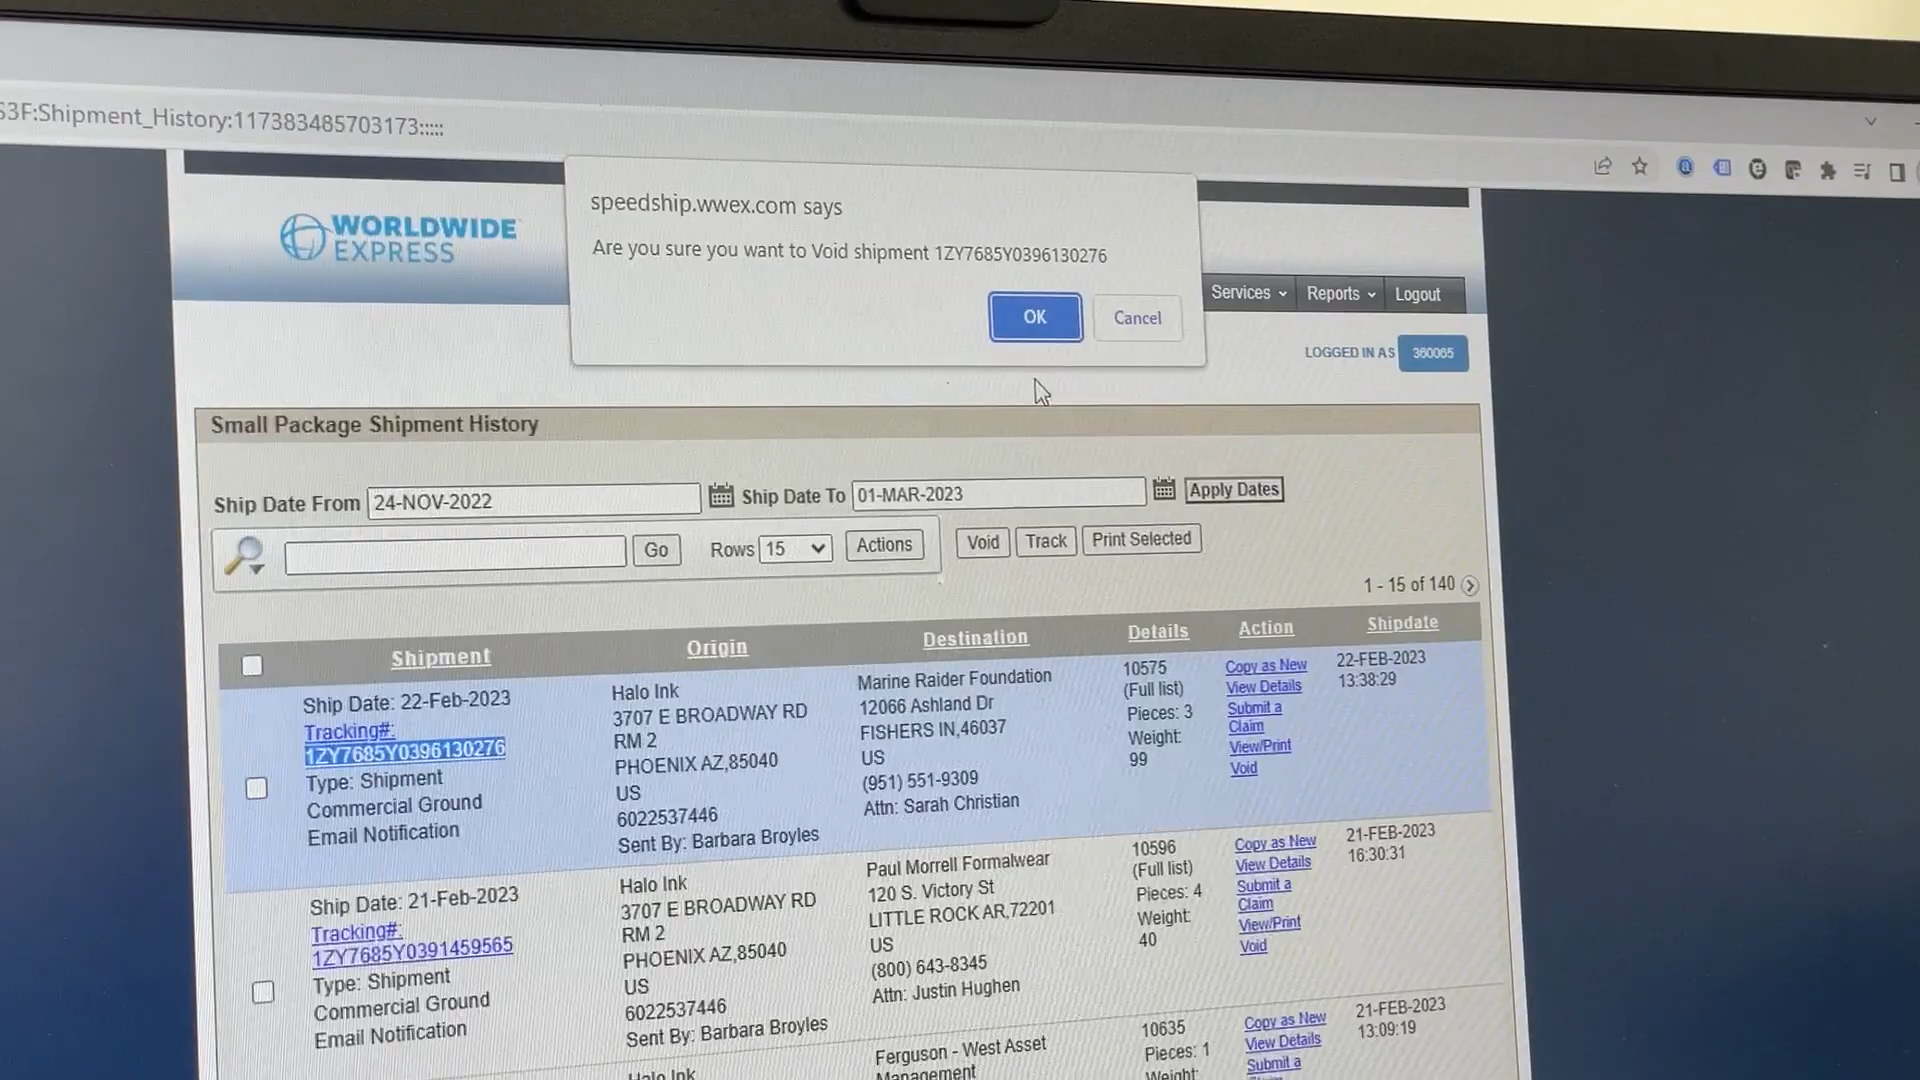 S3F:Shipment_History:117383485703173:::::
WORLDWIDE
EXPRESS
speedship.wwex.com says
Are you sure you want to Void shipment 1ZY7685Y0396130276
OK
Cancel
Services
Reports
Logout
LOGGED IN AS
360065
Small Package Shipment History
Ship Date From
24-NOV-2022
Ship Date To
01-MAR-2023
Apply Dates
Go
Rows
15
Actions
Void
Track
Print Selected
1 - 15 of 140
Shipment
Origin
Destination
Details
Action
Shipdate
Ship Date: 22-Feb-2023
Tracking#:
1ZY7685Y0396130276
Type: Shipment
Commercial Ground
Email Notification
Halo Ink
3707 E BROADWAY RD
RM 2
PHOENIX AZ,85040
US
6022537446
Sent By: Barbara Broyles
Marine Raider Foundation
12066 Ashland Dr
FISHERS IN,46037
US
(951) 551-9309
Attn: Sarah Christian
10575
(Full list)
Pieces: 3
Weight:
99
Copy as New
View Details
Submit a
Claim
View/Print
Void
22-FEB-2023
13:38:29
Ship Date: 21-Feb-2023
Tracking#:
1ZY7685Y0391459565
Type: Shipment
Commercial Ground
Email Notification
Halo Ink
3707 E BROADWAY RD
RM 2
PHOENIX AZ,85040
US
6022537446
Sent By: Barbara Broyles
Paul Morrell Formalwear
120 S. Victory St
LITTLE ROCK AR,72201
US
(800) 643-8345
Attn: Justin Hughen
10596
(Full list)
Pieces: 4
Weight:
40
Copy as New
View Details
Submit a
Claim
View/Print
Void
21-FEB-2023
16:30:31
Halo Ink
Ferguson - West Asset
Management
10635
Pieces: 1
Weight:
Copy as New
View Details
Submit a
21-FEB-2023
13:09:19